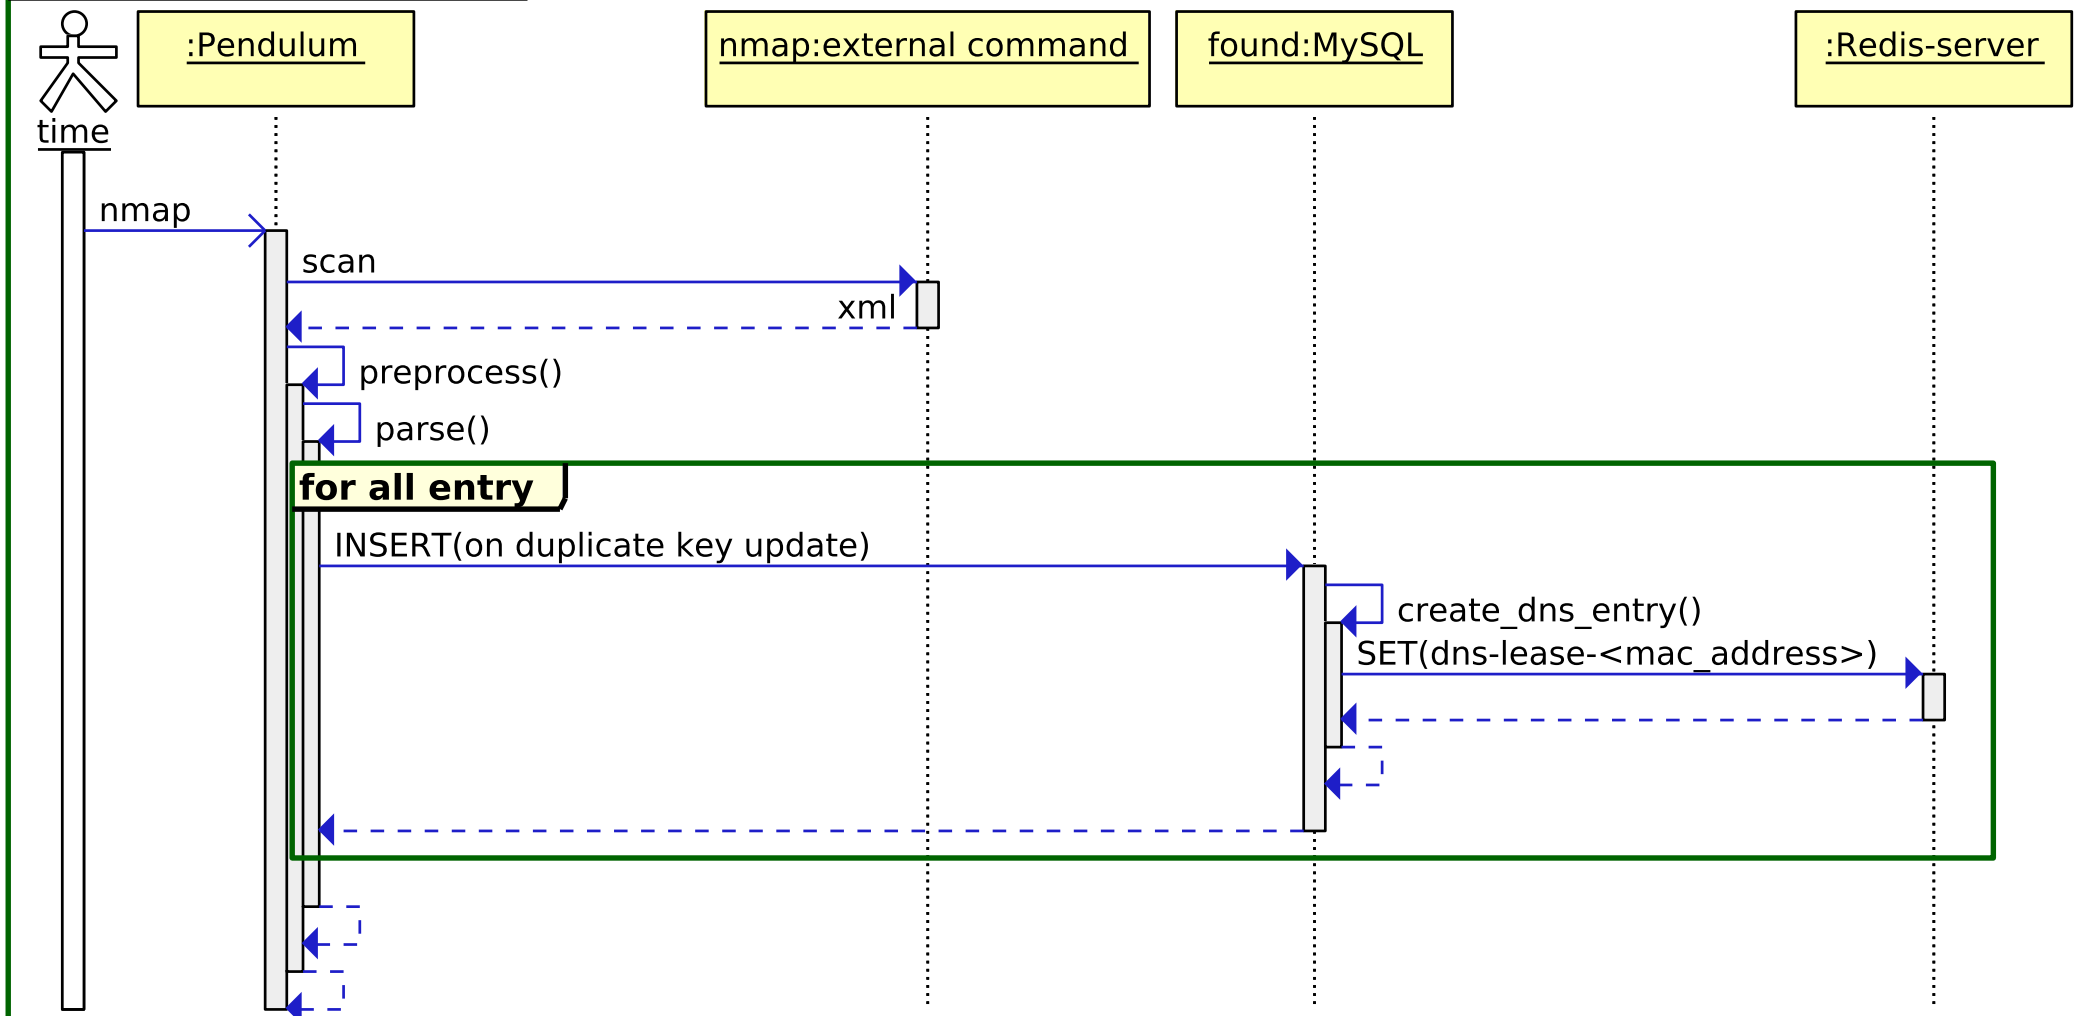 :Pendulum
nmap:external command
found:MySQL
:Redis-server
time
nmap
scan
xml
preprocess()
parse()
for all entry
INSERT(on duplicate key update)
create_dns_entry()
SET(dns-lease-<mac_address>)